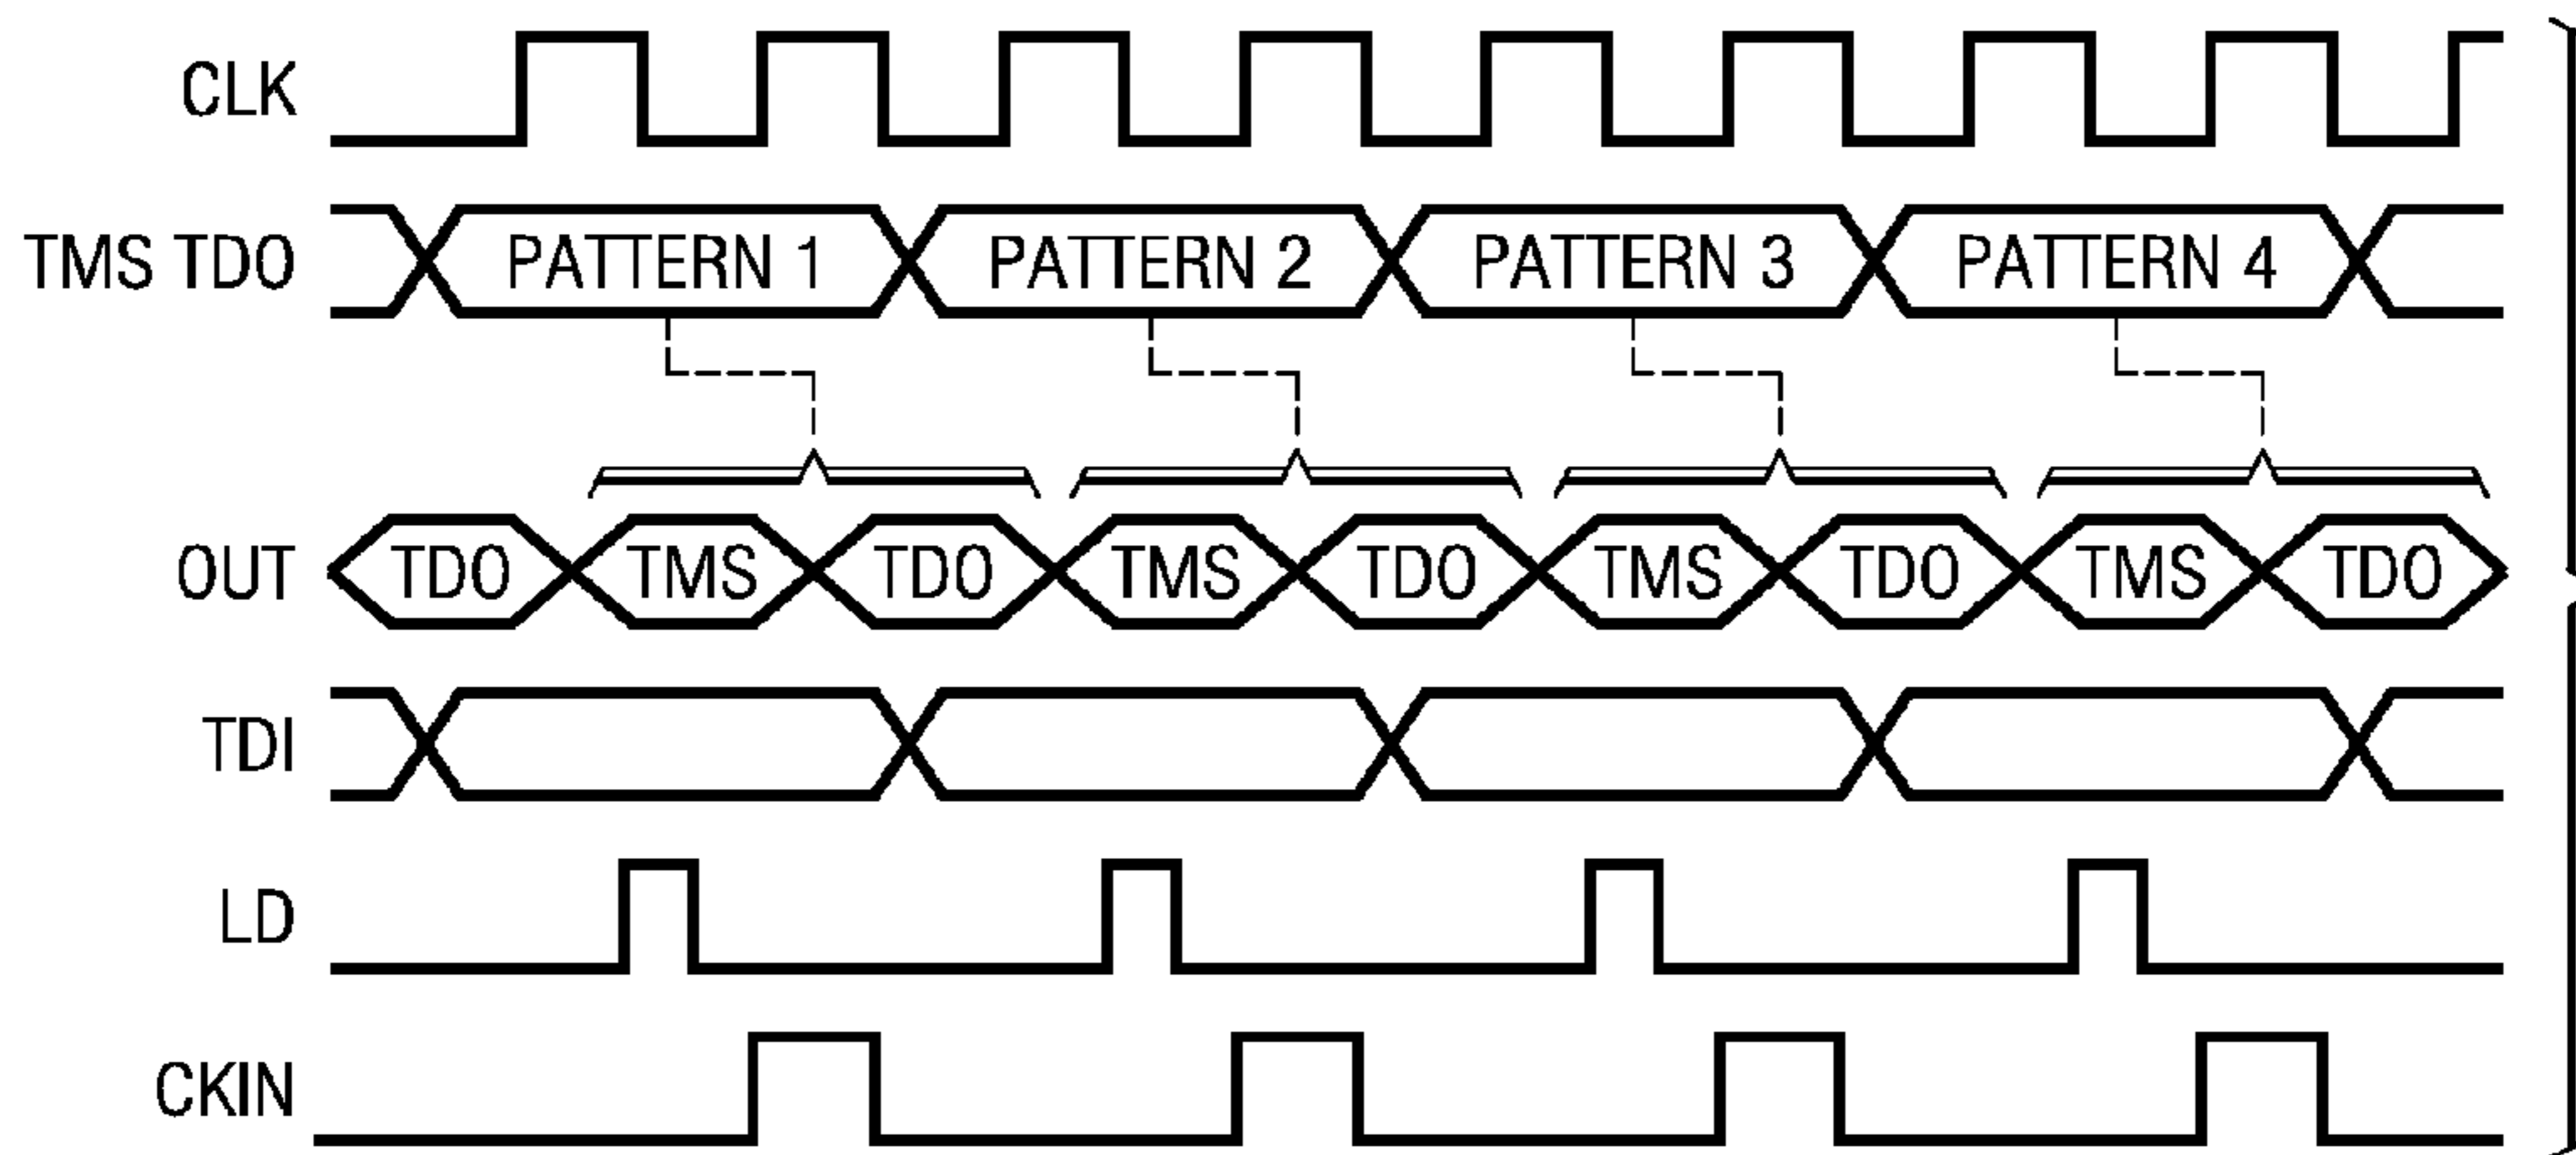 CLK
TMS TDO PATTERN 1 PATTERN 2 PATTERN 3 PATTERN 4
OUT TDO TMS TDO TMS TDO TMS TDO TMS TDO
TDI
LD
CKIN